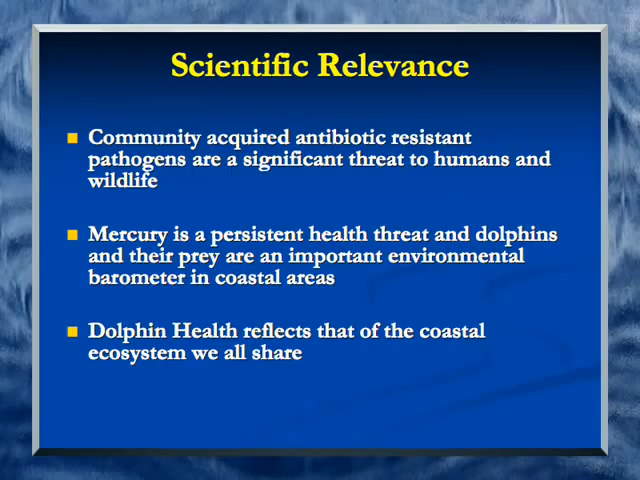 Scientific Relevance
Community acquired antibiotic resistant
pathogens are a significant threat to humans and
wildlife
Mercury is a persistent health threat and dolphins
and their prey are an important environmental
barometer in coastal areas
Dolphin Health reflects that of the coastal
ecosystem we all share